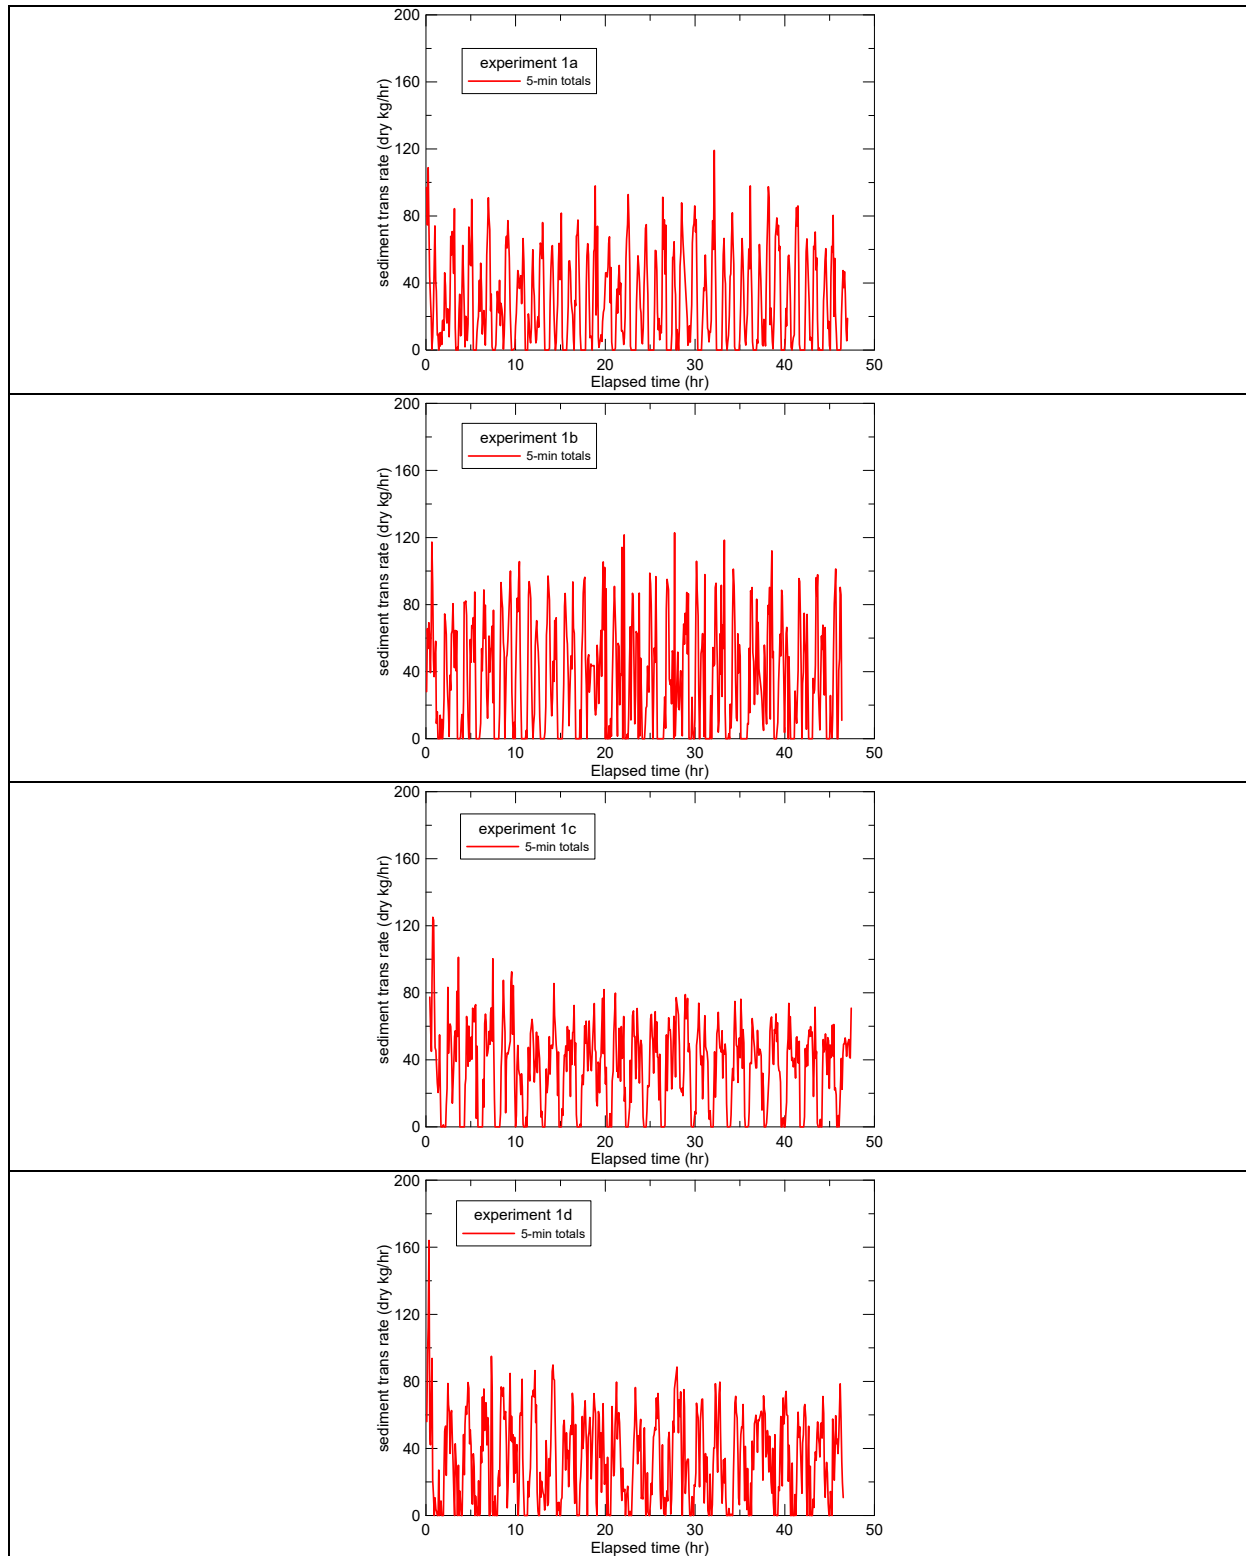 200
160
120
80
40
0
sediment trans rate (dry kg/hr)
experiment 1a
5-min totals
0 10 20 30 40 50
Elapsed time (hr)
200
160
120
80
40
0
sediment trans rate (dry kg/hr)
experiment 1b
5-min totals
0 10 20 30 40 50
Elapsed time (hr)
200
160
120
80
40
0
sediment trans rate (dry kg/hr)
experiment 1c
5-min totals
0 10 20 30 40 50
Elapsed time (hr)
200
160
120
80
40
0
sediment trans rate (dry kg/hr)
experiment 1d
5-min totals
0 10 20 30 40 50
Elapsed time (hr)